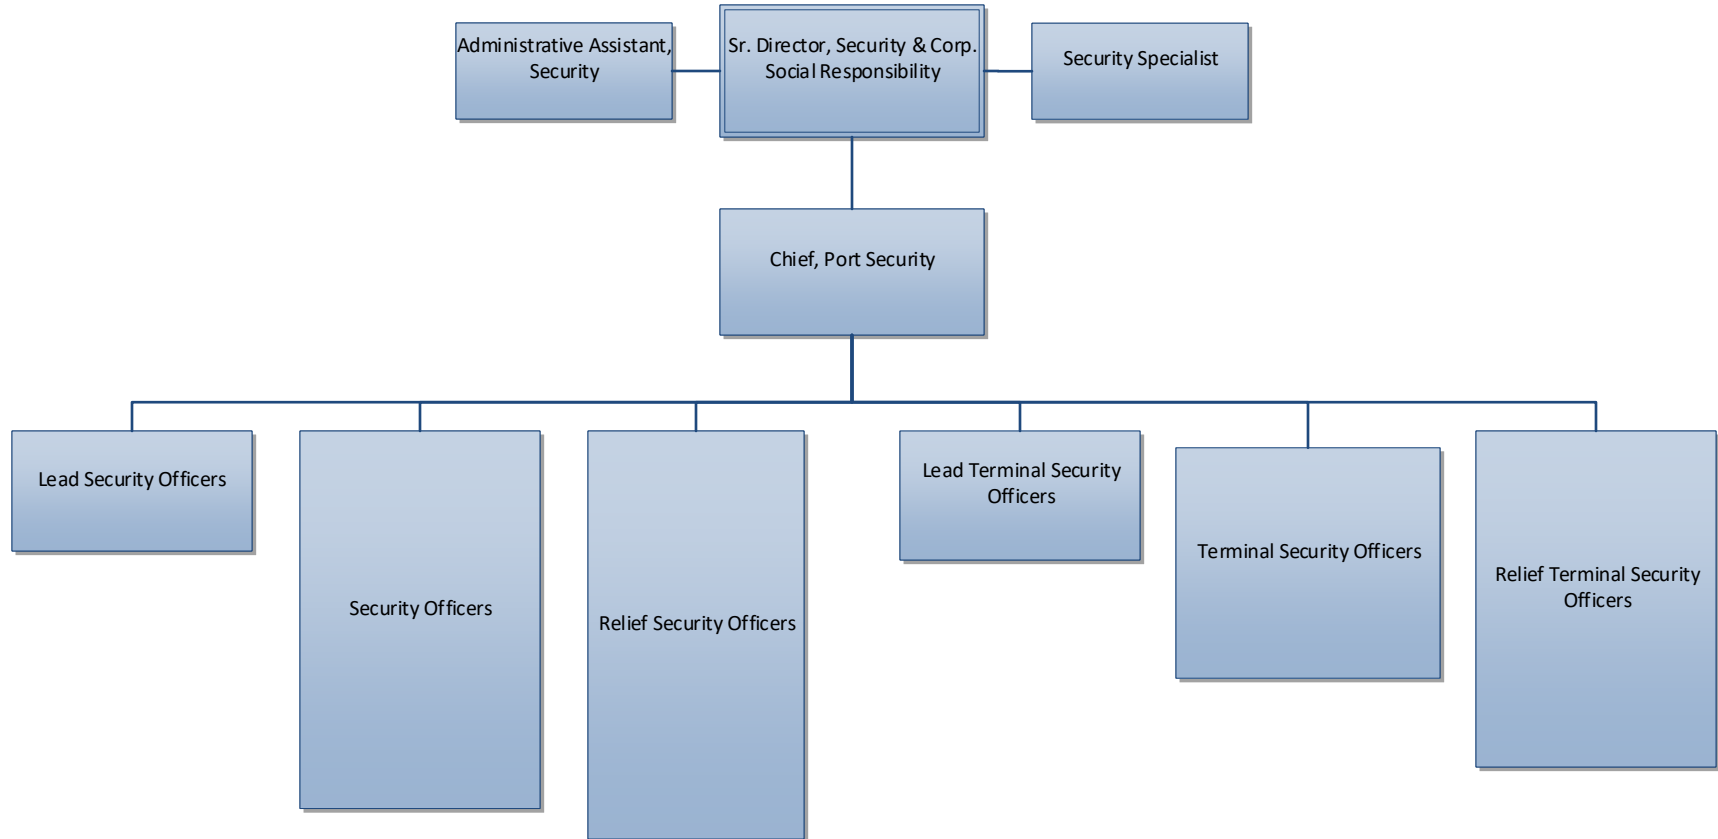 Administrative Assistant,
Security
Sr. Director, Security & Corp.
Social Responsibility
Security Specialist
Chief, Port Security
Lead Security Officers
Security Officers
Relief Security Officers
Lead Terminal Security
Officers
Terminal Security Officers
Relief Terminal Security
Officers